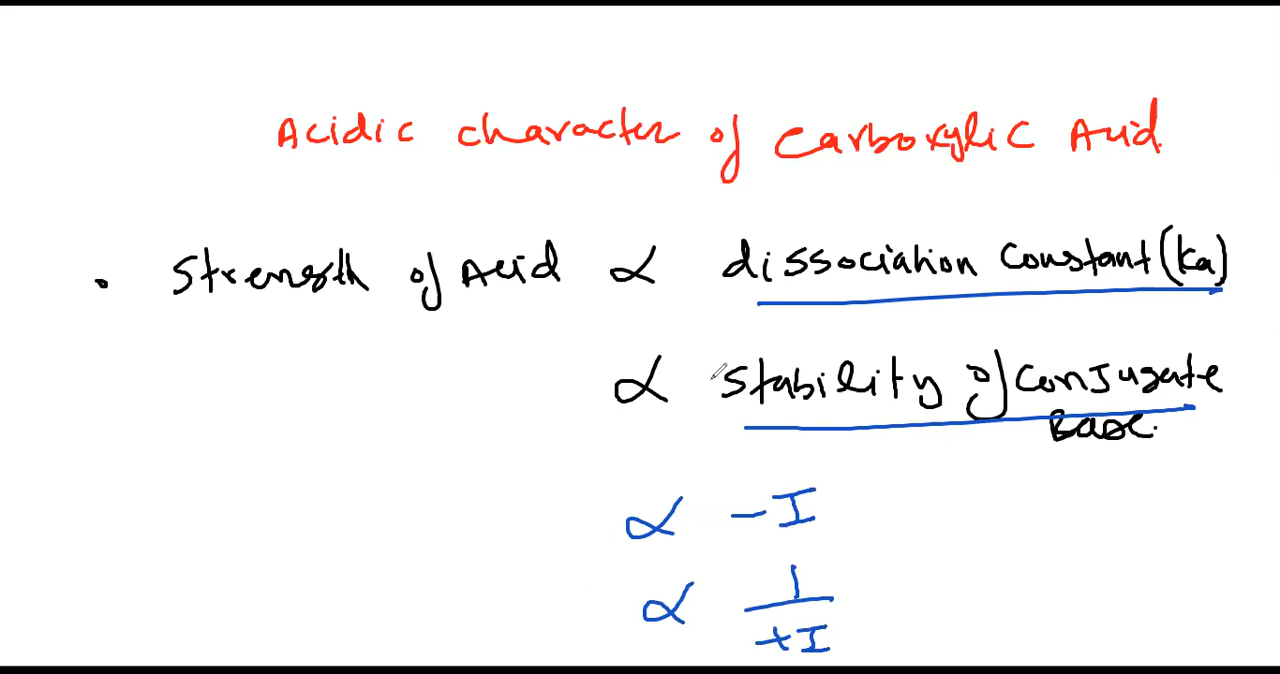 Acidic character of Carboxylic Acid
. Strength of Acid ∝ dissociation constant (Ka)
∝ stability of conjugate
Base.
∝ -I
∝ 1/+I